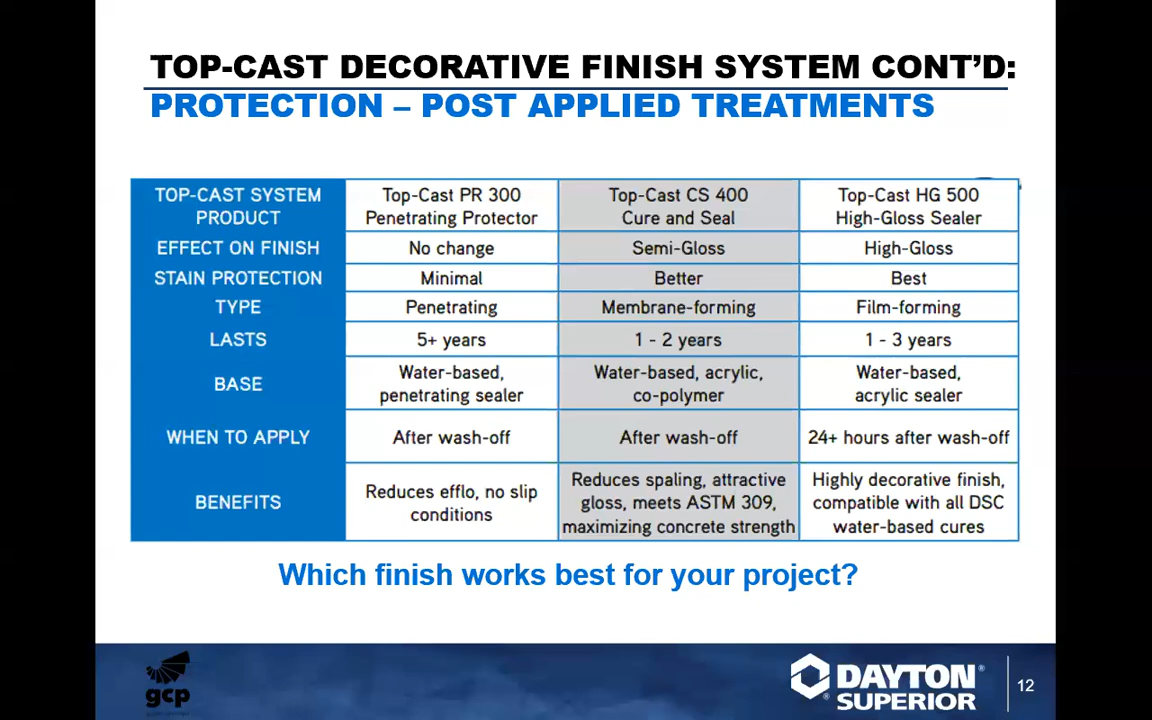 TOP-CAST DECORATIVE FINISH SYSTEM CONT'D:
PROTECTION – POST APPLIED TREATMENTS
TOP-CAST SYSTEM PRODUCT
Top-Cast PR 300 Penetrating Protector
Top-Cast CS 400 Cure and Seal
Top-Cast HG 500 High-Gloss Sealer
EFFECT ON FINISH
No change
Semi-Gloss
High-Gloss
STAIN PROTECTION
Minimal
Better
Best
TYPE
Penetrating
Membrane-forming
Film-forming
LASTS
5+ years
1 - 2 years
1 - 3 years
BASE
Water-based, penetrating sealer
Water-based, acrylic, co-polymer
Water-based, acrylic sealer
WHEN TO APPLY
After wash-off
After wash-off
24+ hours after wash-off
BENEFITS
Reduces efflo, no slip conditions
Reduces spaling, attractive gloss, meets ASTM 309, maximizing concrete strength
Highly decorative finish, compatible with all DSC water-based cures
Which finish works best for your project?
gcp
DAYTON®
SUPERIOR
12